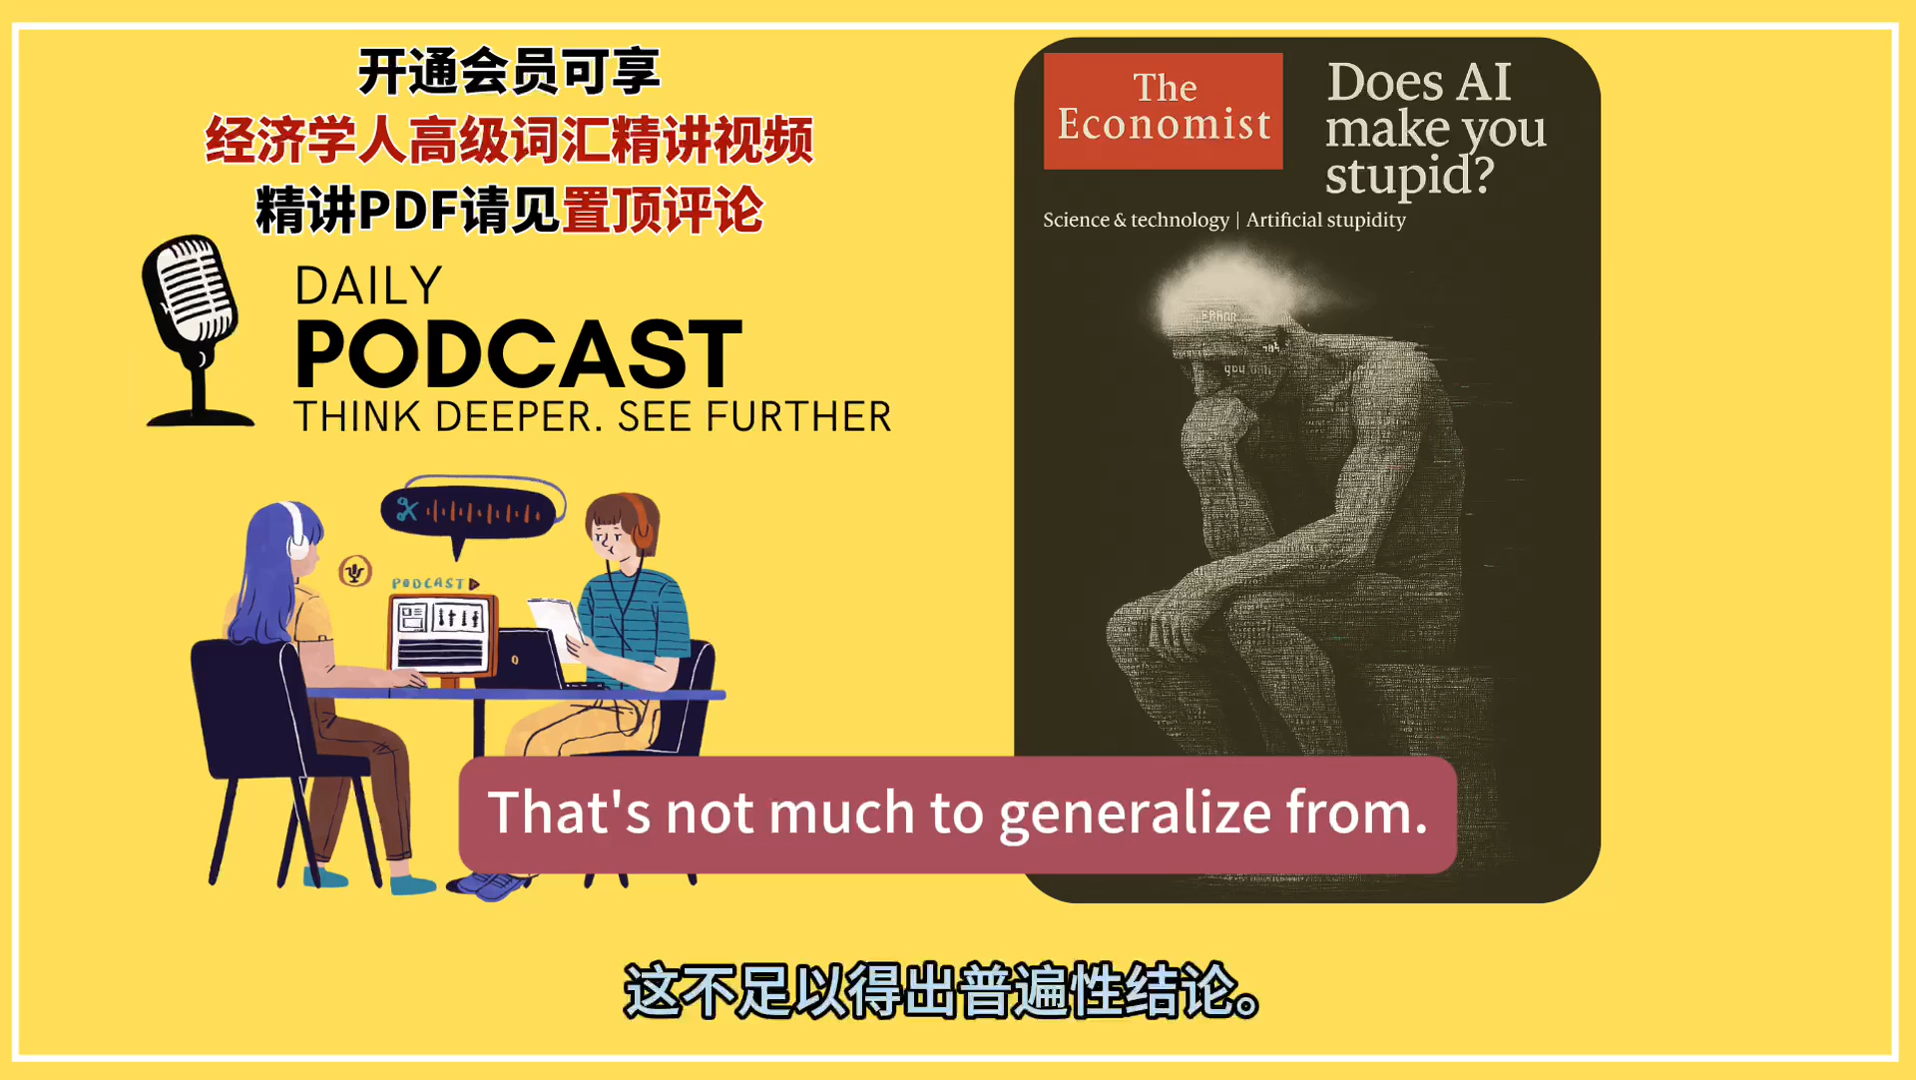 开通会员可享
经济学人高级词汇精讲视频
精讲PDF请见置顶评论
DAILY
PODCAST
THINK DEEPER. SEE FURTHER
PODCAST
The
Economist
Does AI
make you
stupid?
Science & technology | Artificial stupidity
That's not much to generalize from.
这不足以得出普遍性结论。